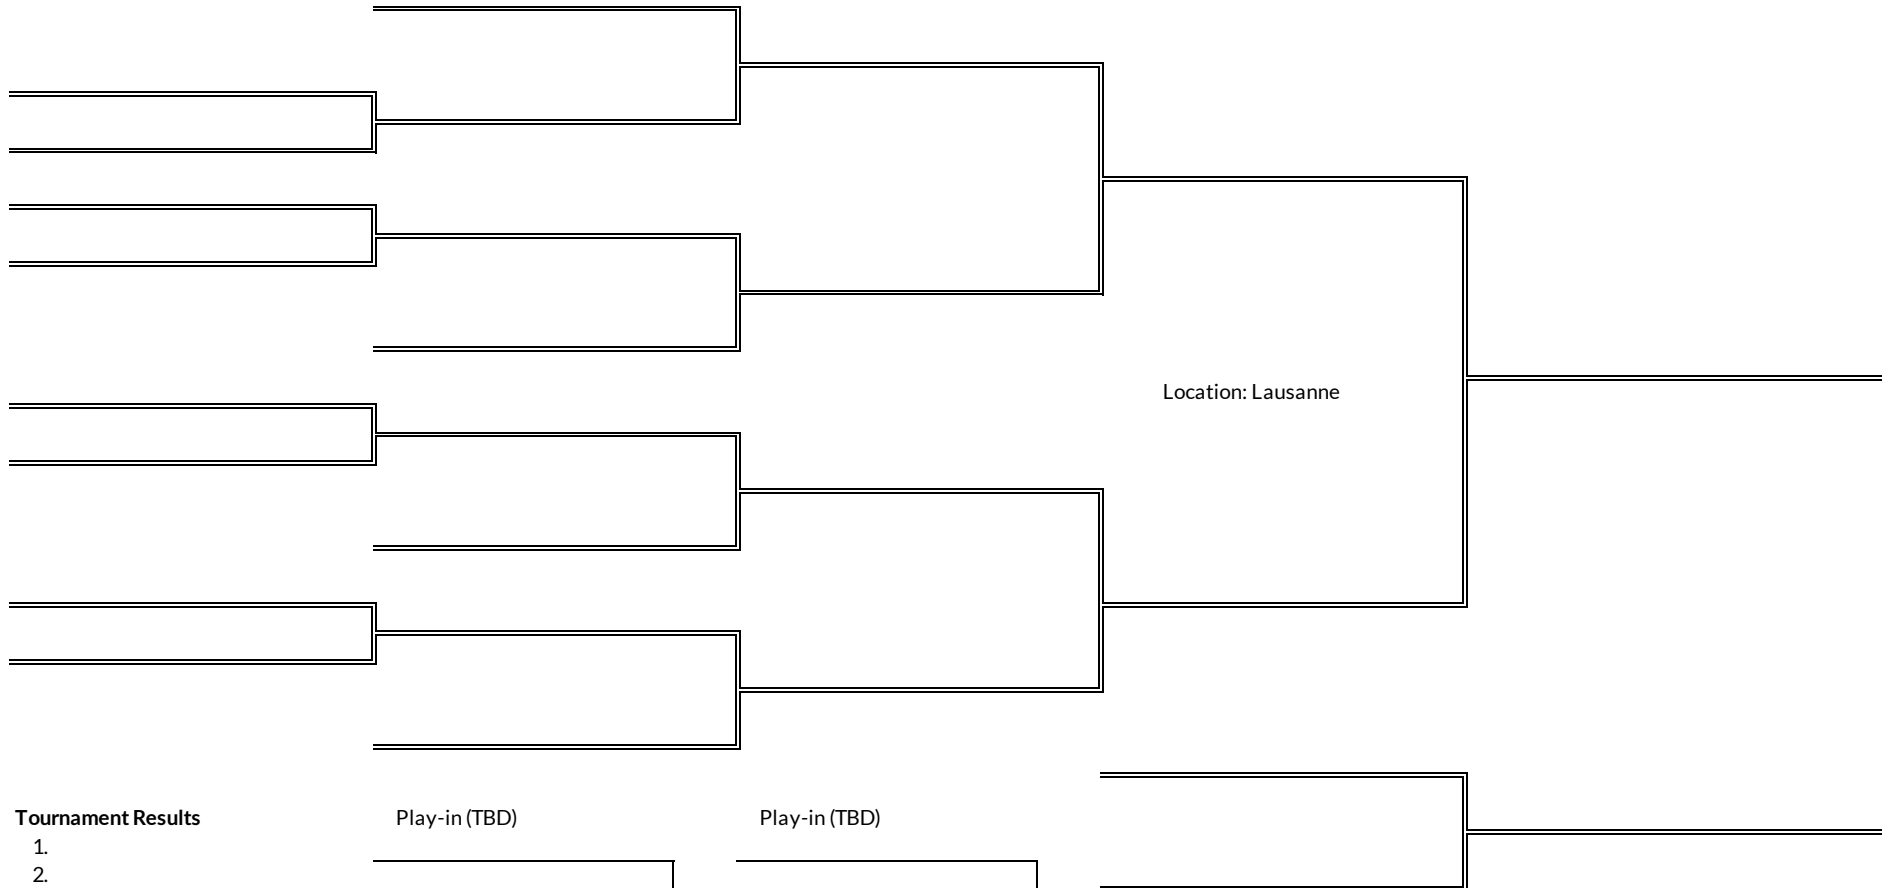 Location: Lausanne
Tournament Results
Play-in (TBD)
Play-in (TBD)
1.
2.